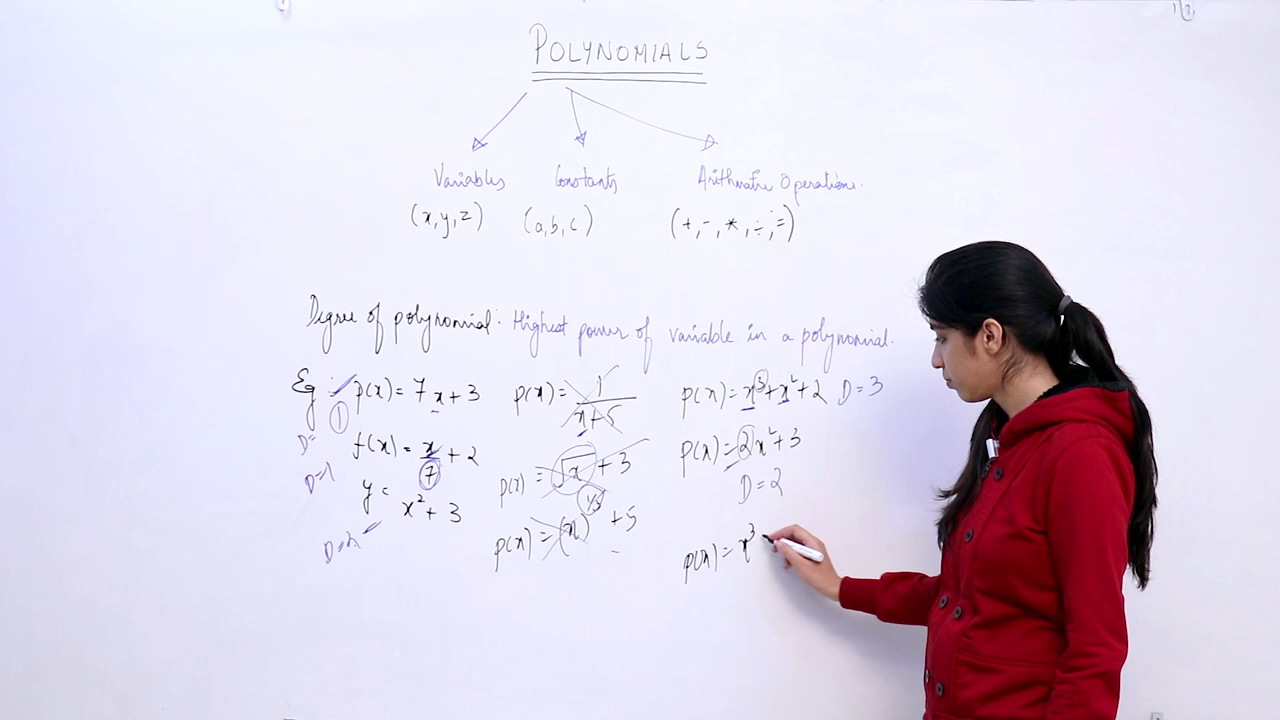 POLYNOMIALS
Variables Constants Arithmatic Operations.
(x,y,z) (a,b,c) (+,-,*,÷,=)
Degree of polynomial: Highest power of variable in a polynomial.
Eg :- p(x) = 7x+3
D= 1
f(x) = x/7 + 2
D=1
y = x²+3
D=2
p(x) = 1/(x+5)
p(x) = √x + 3
p(x) = (x)^(1/3) + 5
p(x) = x³+x²+2 D=3
p(x) = 2x²+3
D=2
p(x) = x³